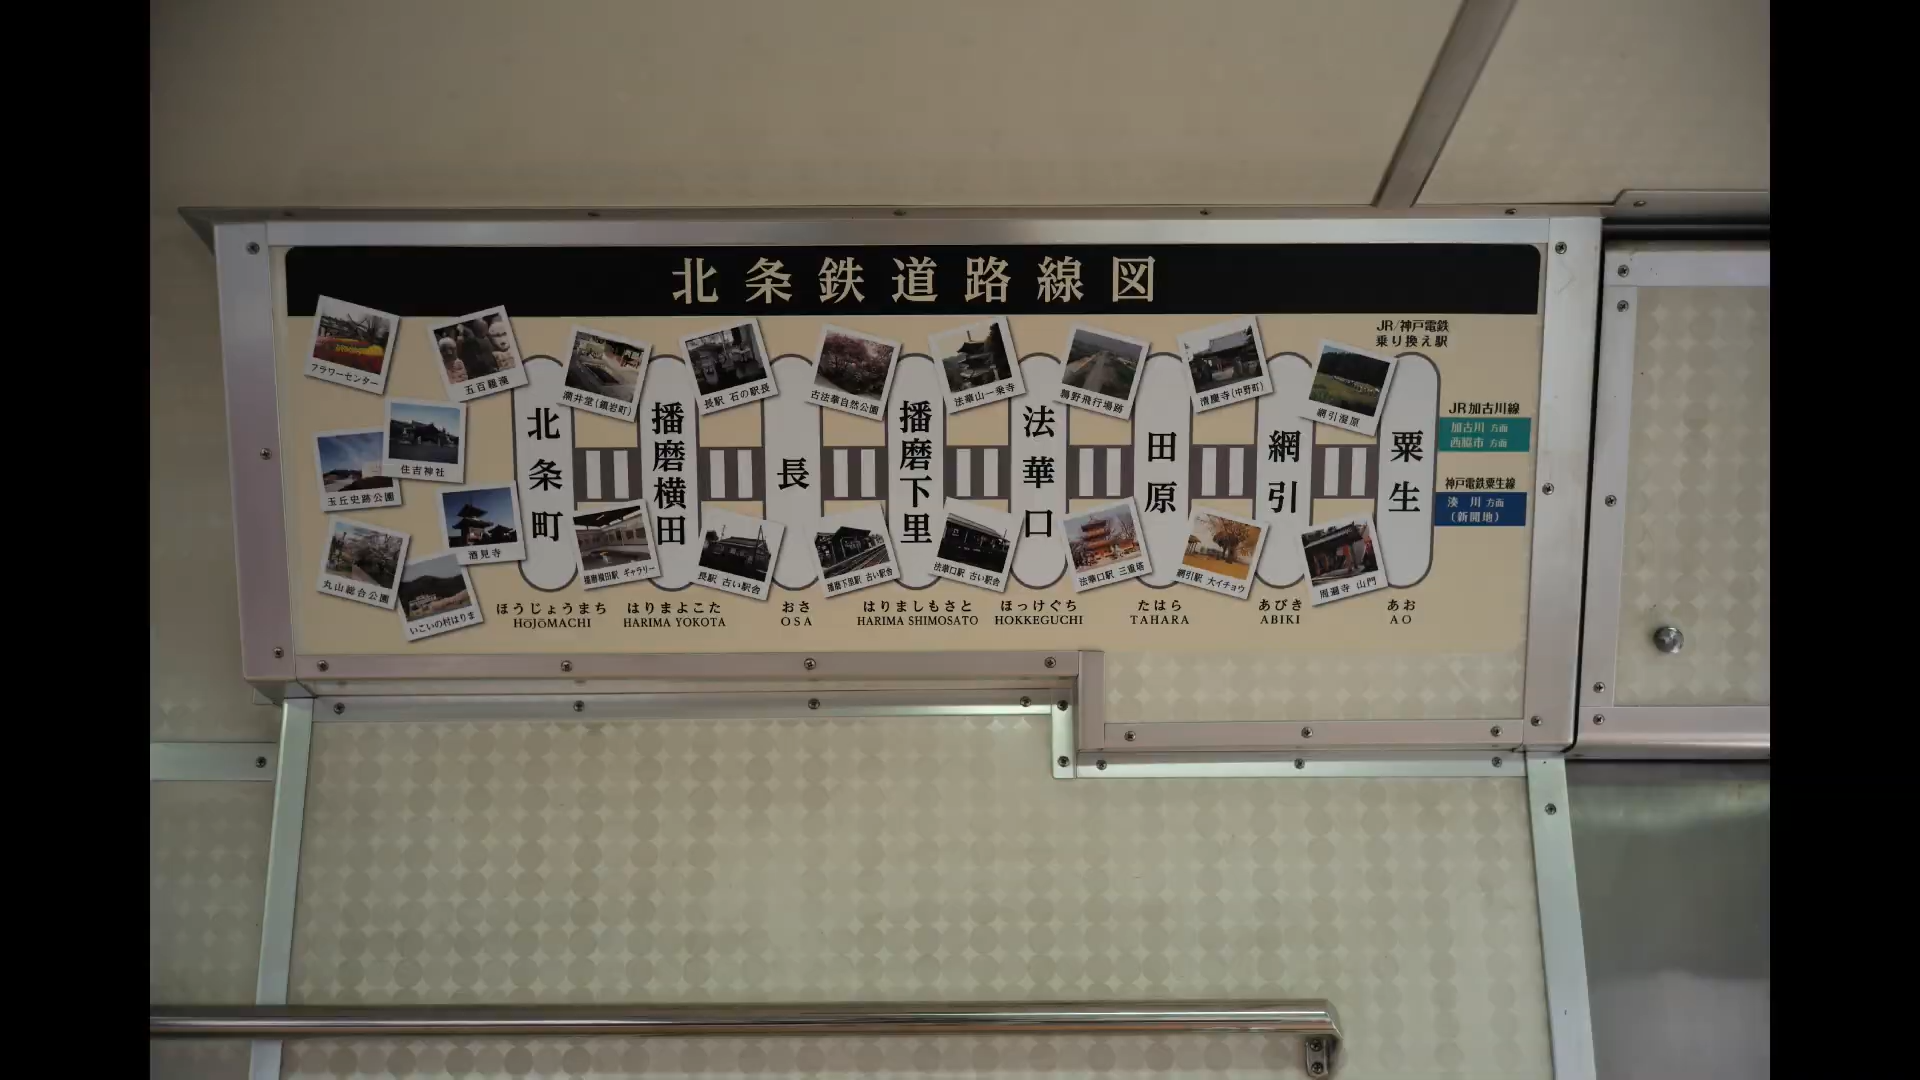 北条鉄道路線図
JR/神戸電鉄
乗り換え駅
フラワーセンター
五百羅漢
長駅 石の駅長
古法華自然公園
法華山一乗寺
鶉野飛行場跡
清慶寺(中野町)
網引湿原
住吉神社
玉丘史跡公園
酒見寺
丸山総合公園
いこいの村はりま
北条町
播磨横田
長
播磨下里
法華口
田原
網引
粟生
JR加古川線
加古川 方面
西脇市 方面
神戸電鉄粟生線
湊川 方面
(新開地)
播磨横田駅 ギャラリー
長駅 古い駅舎
播磨下里駅 古い駅舎
法華口駅 古い駅舎
法華口駅 三重塔
網引駅 大イチョウ
周遍寺 山門
ほうじょうまち
HōJōMACHI
はりまよこた
HARIMA YOKOTA
おさ
OSA
はりましもさと
HARIMA SHIMOSATO
ほっけぐち
HOKKEGUCHI
たはら
TAHARA
あびき
ABIKI
あお
AO